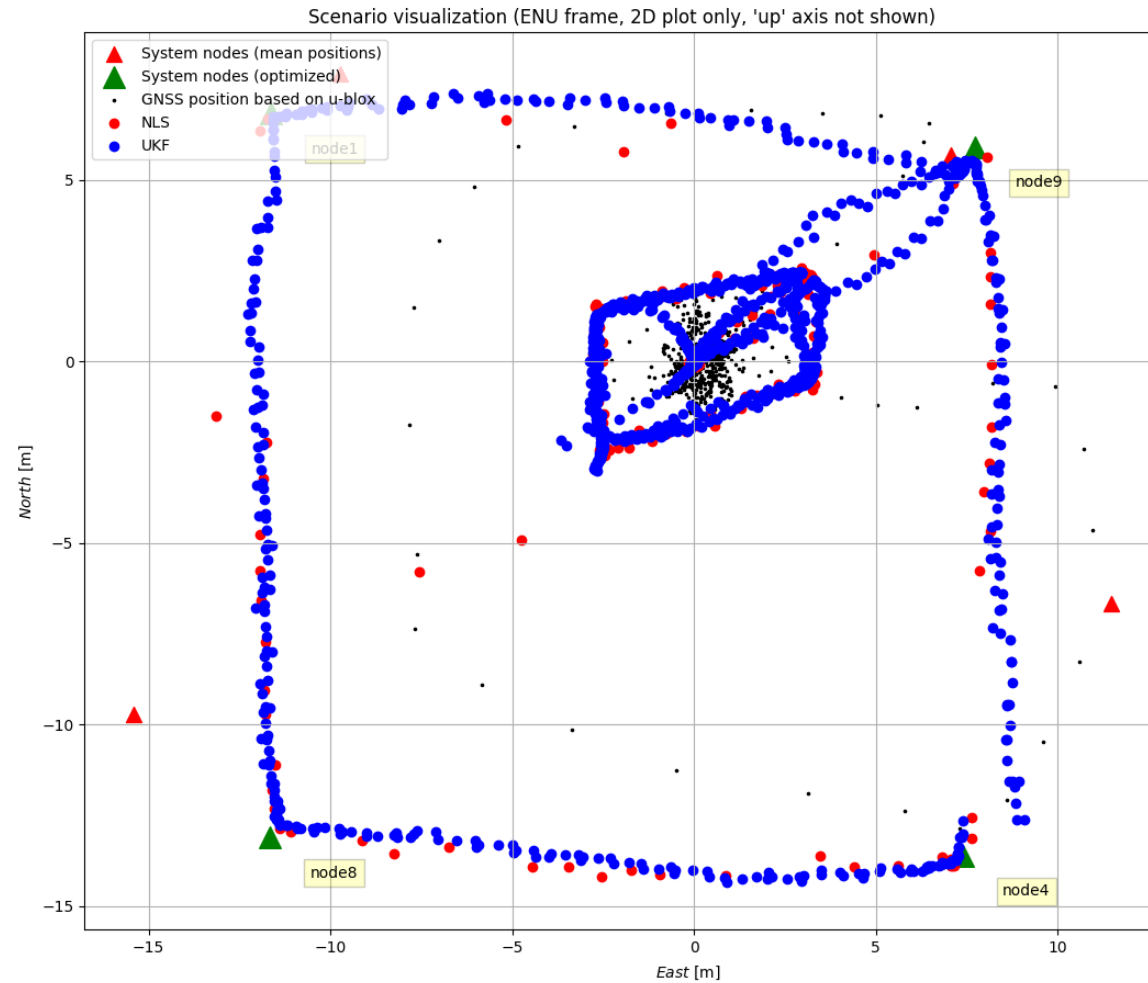 Scenario visualization (ENU frame, 2D plot only, 'up' axis not shown)
System nodes (mean positions)
System nodes (optimized)
GNSS position based on u-blox
NLS
UKF
node1
node9
node8
node4
5
0
−5
−10
−15
North [m]
−15
−10
−5
0
5
10
East [m]